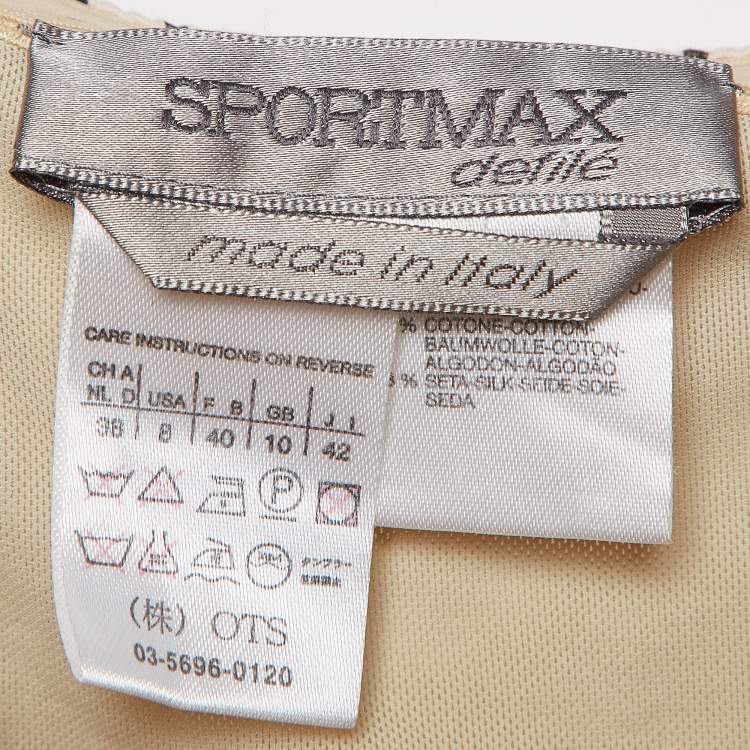 SPORTMAX
défilé
made in Italy
CARE INSTRUCTIONS ON REVERSE
CH A
NL D
USA
F B
GB
J I
38
8
40
10
42
P
(株) OTS
03-5696-0120
% COTONE-COTTON-
BAUMWOLLE-COTON-
ALGODON-ALGODÃO
% SETA-SILK-SEIDE-SOIE-
SEDA